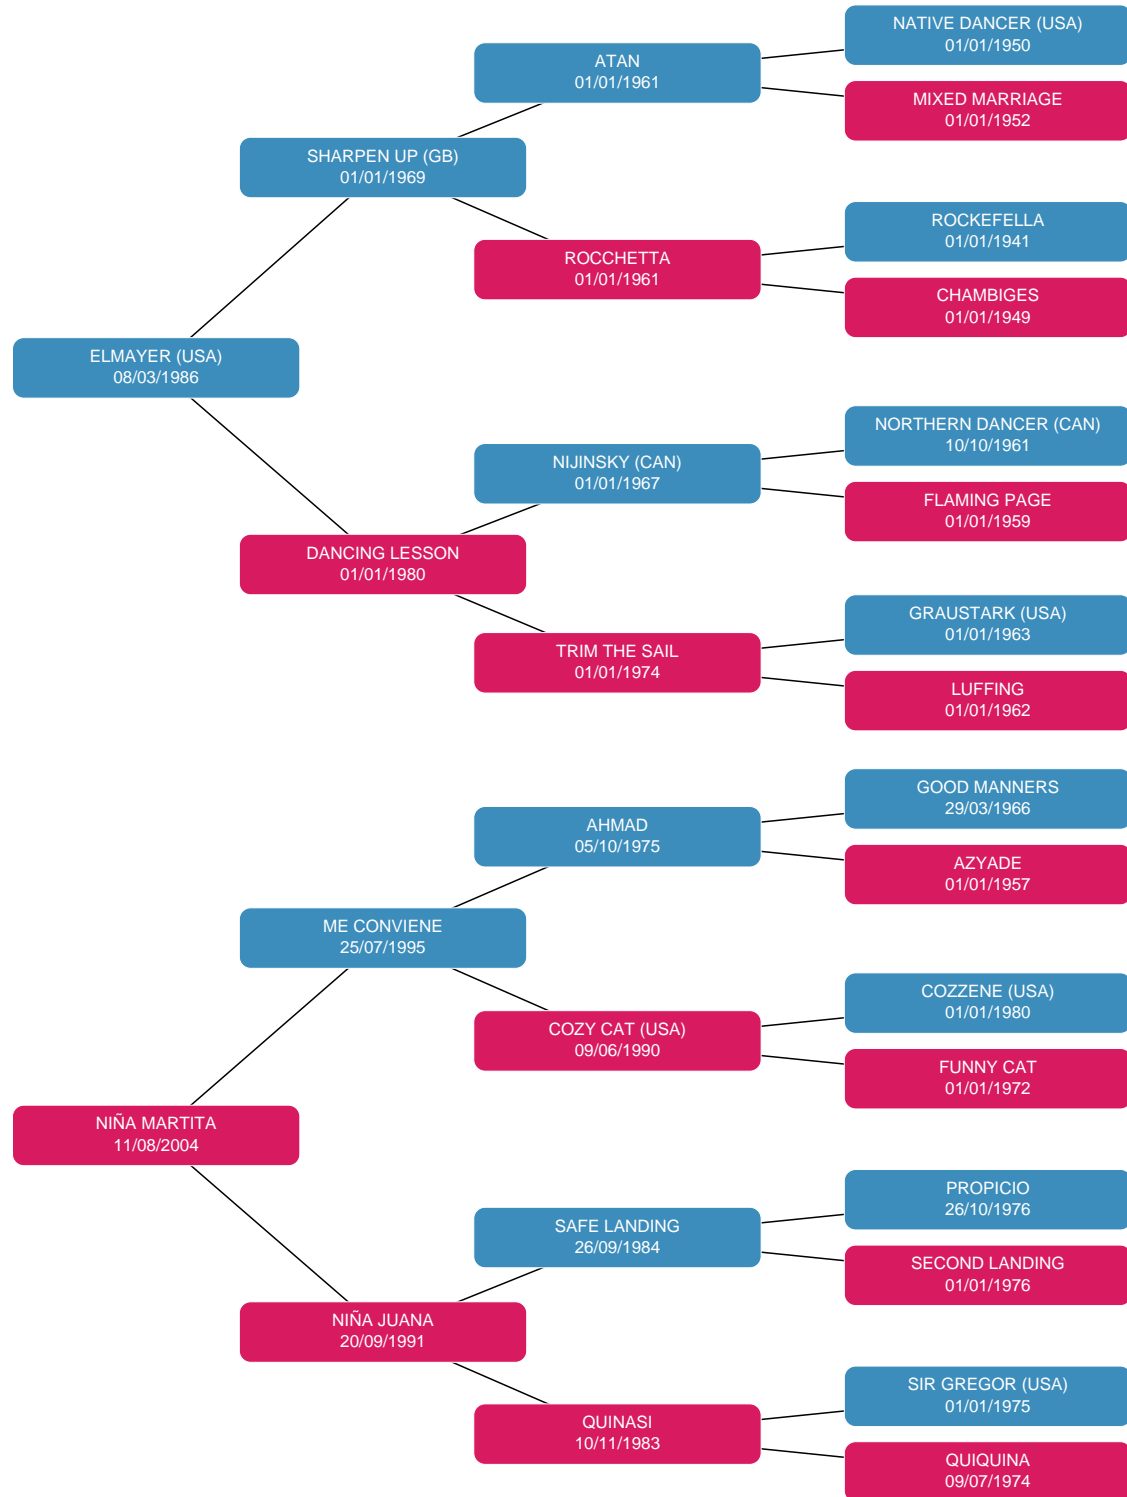 NATIVE DANCER (USA)
01/01/1950
ATAN
01/01/1961
MIXED MARRIAGE
01/01/1952
SHARPEN UP (GB)
01/01/1969
ROCKEFELLA
01/01/1941
ROCCHETTA
01/01/1961
CHAMBIGES
01/01/1949
ELMAYER (USA)
08/03/1986
NORTHERN DANCER (CAN)
10/10/1961
NIJINSKY (CAN)
01/01/1967
FLAMING PAGE
01/01/1959
DANCING LESSON
01/01/1980
GRAUSTARK (USA)
01/01/1963
TRIM THE SAIL
01/01/1974
LUFFING
01/01/1962
GOOD MANNERS
29/03/1966
AHMAD
05/10/1975
AZYADE
01/01/1957
ME CONVIENE
25/07/1995
COZZENE (USA)
01/01/1980
COZY CAT (USA)
09/06/1990
FUNNY CAT
01/01/1972
NIÑA MARTITA
11/08/2004
PROPICIO
26/10/1976
SAFE LANDING
26/09/1984
SECOND LANDING
01/01/1976
NIÑA JUANA
20/09/1991
SIR GREGOR (USA)
01/01/1975
QUINASI
10/11/1983
QUIQUINA
09/07/1974